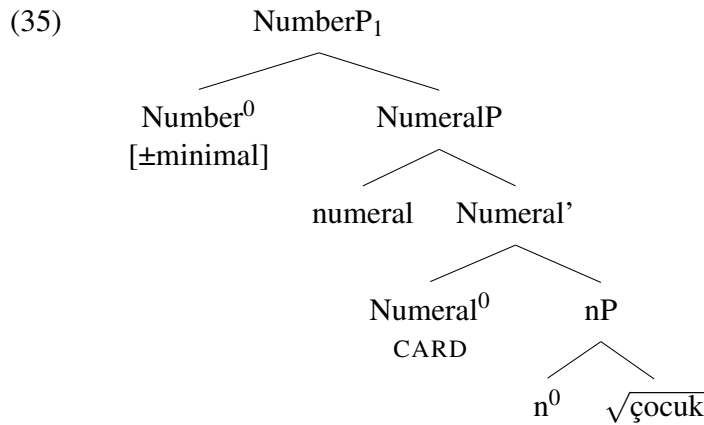 (35) NumberP₁
Number⁰ NumeralP
[±minimal]
numeral Numeral’
Numeral⁰ nP
CARD
n⁰ √çocuk